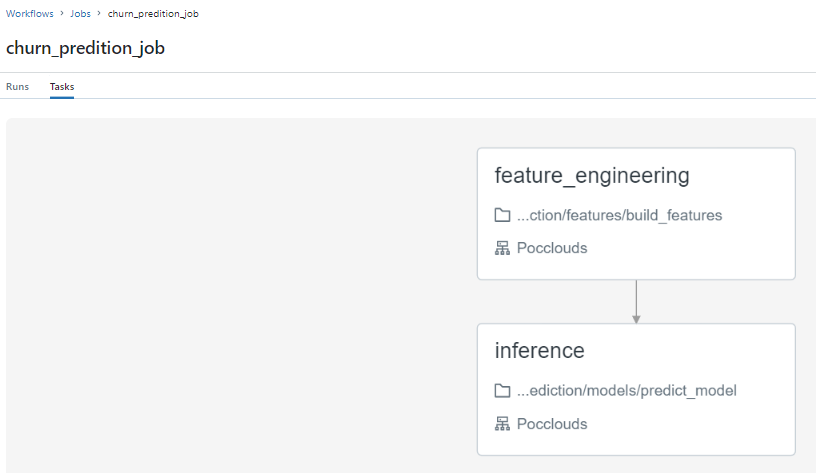 Workflows > Jobs > churn_predition_job
churn_predition_job
Runs Tasks
feature_engineering
...ction/features/build_features
Pocclouds
inference
...ediction/models/predict_model
Pocclouds